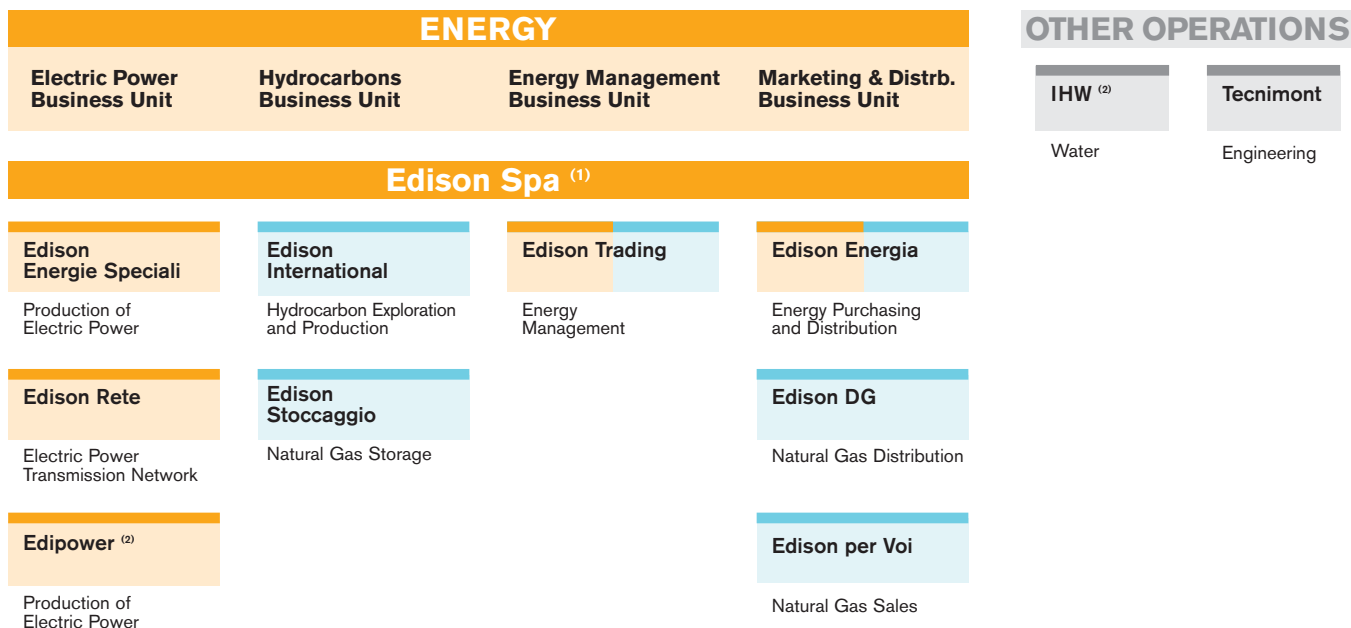 ENERGY
Electric Power
Business Unit
Hydrocarbons
Business Unit
Energy Management
Business Unit
Marketing & Distrb.
Business Unit
Edison Spa (1)
Edison
Energie Speciali
Production of
Electric Power
Edison
International
Hydrocarbon Exploration
and Production
Edison Trading
Energy
Management
Edison Energia
Energy Purchasing
and Distribution
Edison Rete
Electric Power
Transmission Network
Edison
Stoccaggio
Natural Gas Storage
Edison DG
Natural Gas Distribution
Edipower (2)
Production of
Electric Power
Edison per Voi
Natural Gas Sales
OTHER OPERATIONS
IHW (2)
Water
Tecnimont
Engineering